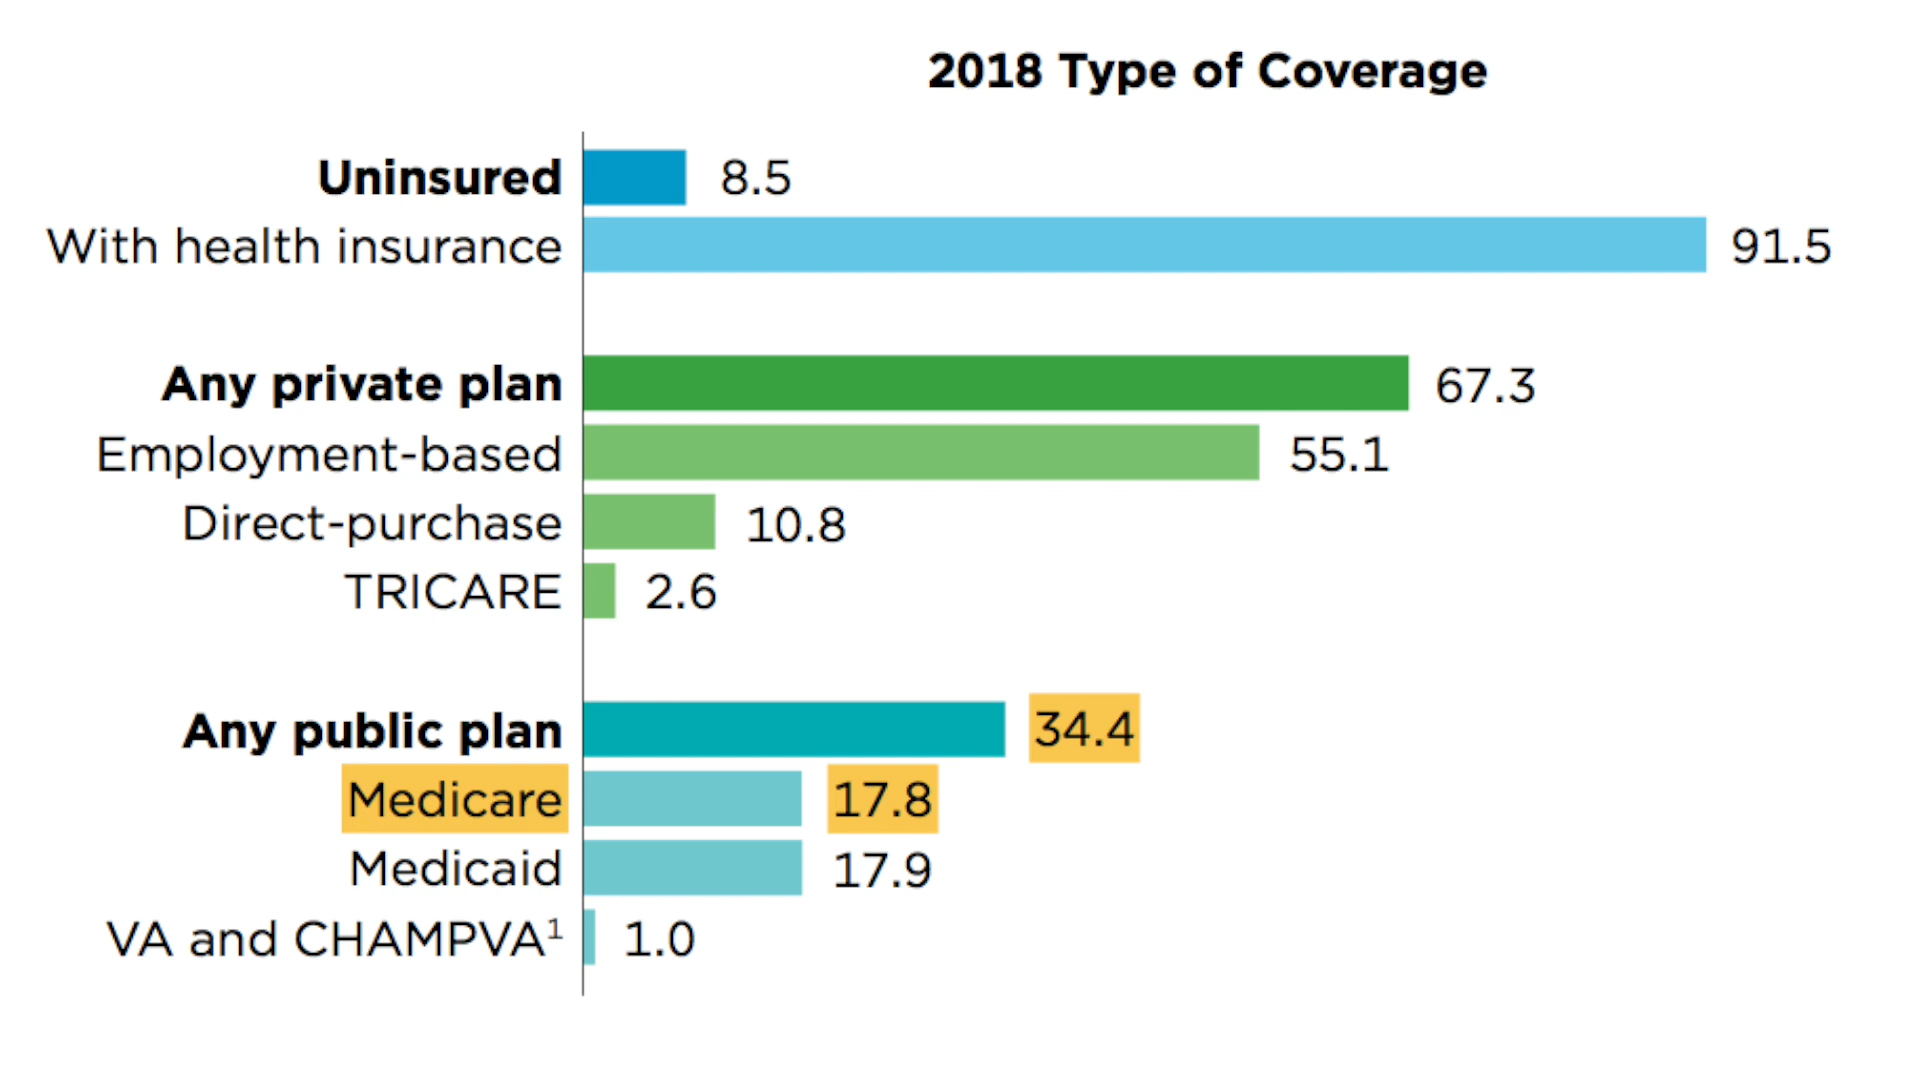 2018 Type of Coverage
Uninsured 8.5
With health insurance 91.5
Any private plan 67.3
Employment-based 55.1
Direct-purchase 10.8
TRICARE 2.6
Any public plan 34.4
Medicare 17.8
Medicaid 17.9
VA and CHAMPVA¹ 1.0